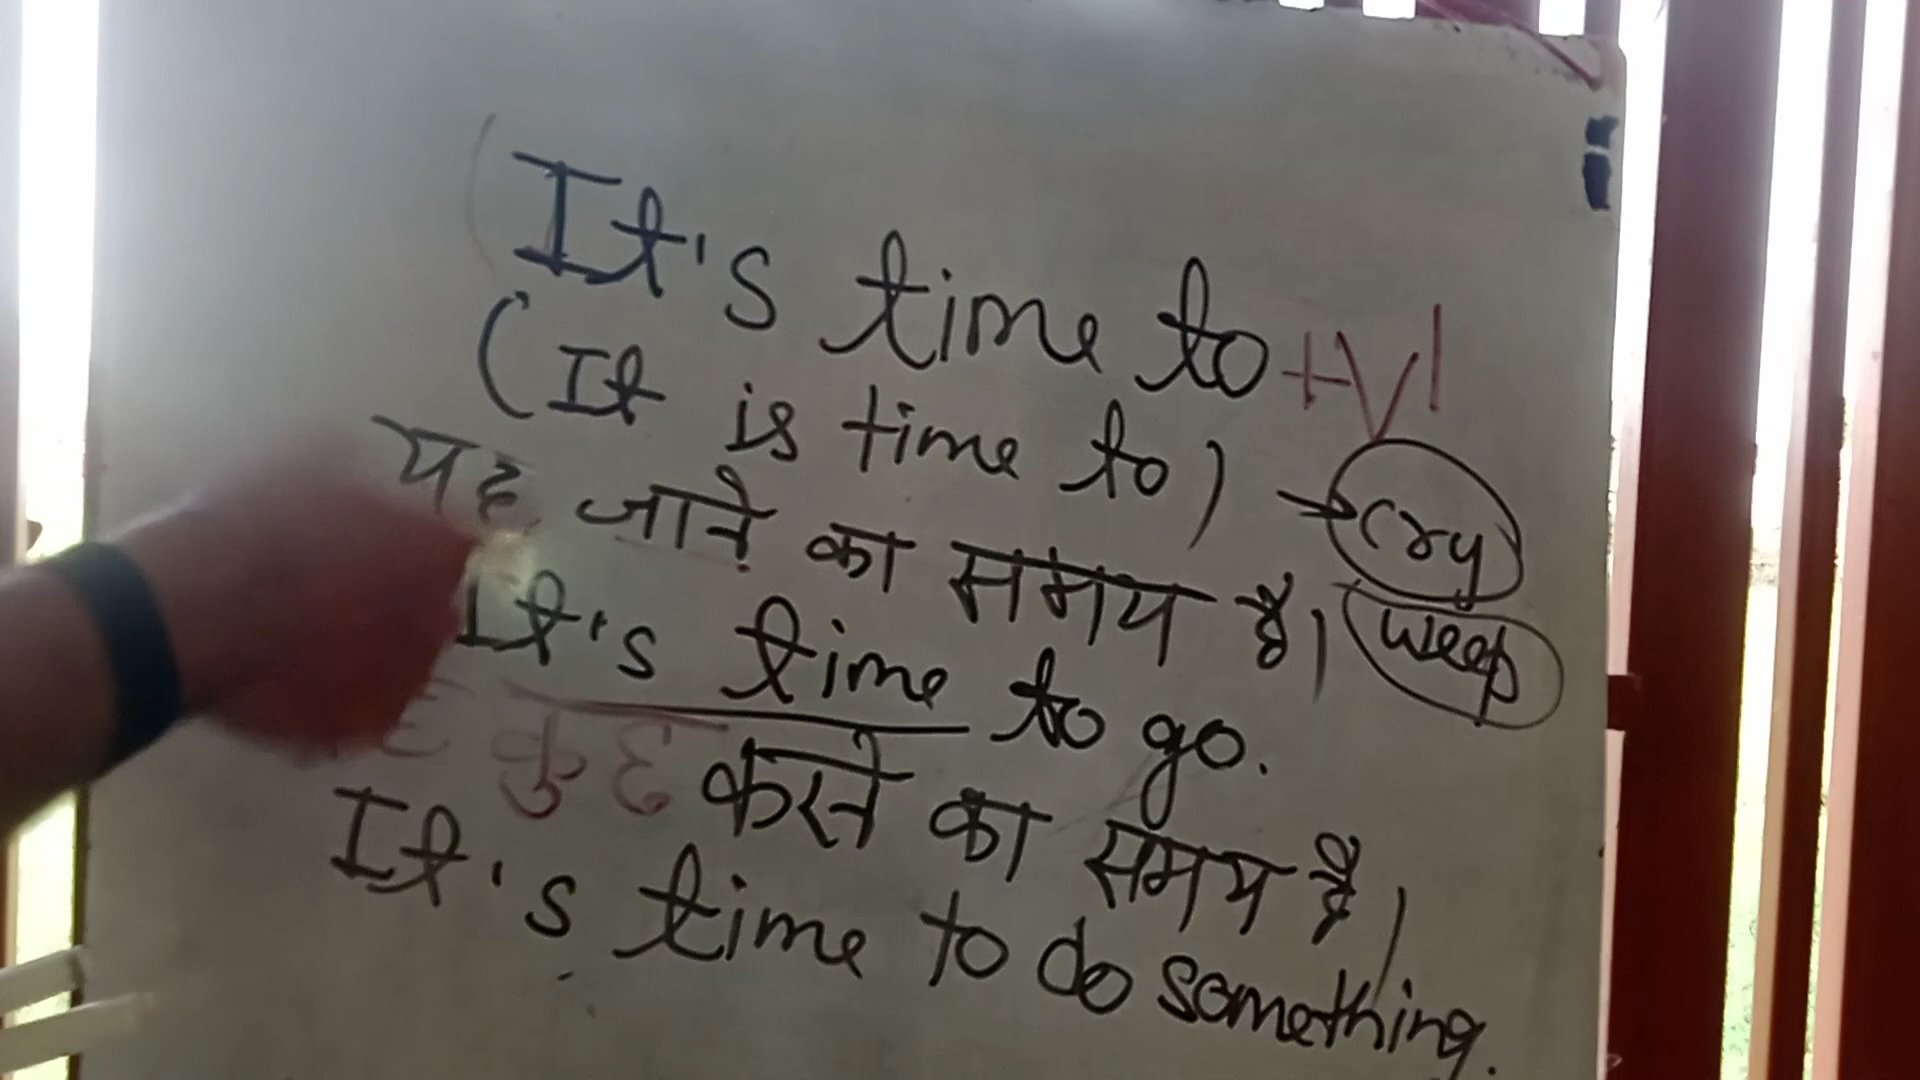 It's time to +V1
(It is time to) → cry
यह जाने का समय है। weep
It's time to go.
कुछ करने का समय है।
It's time to do something.